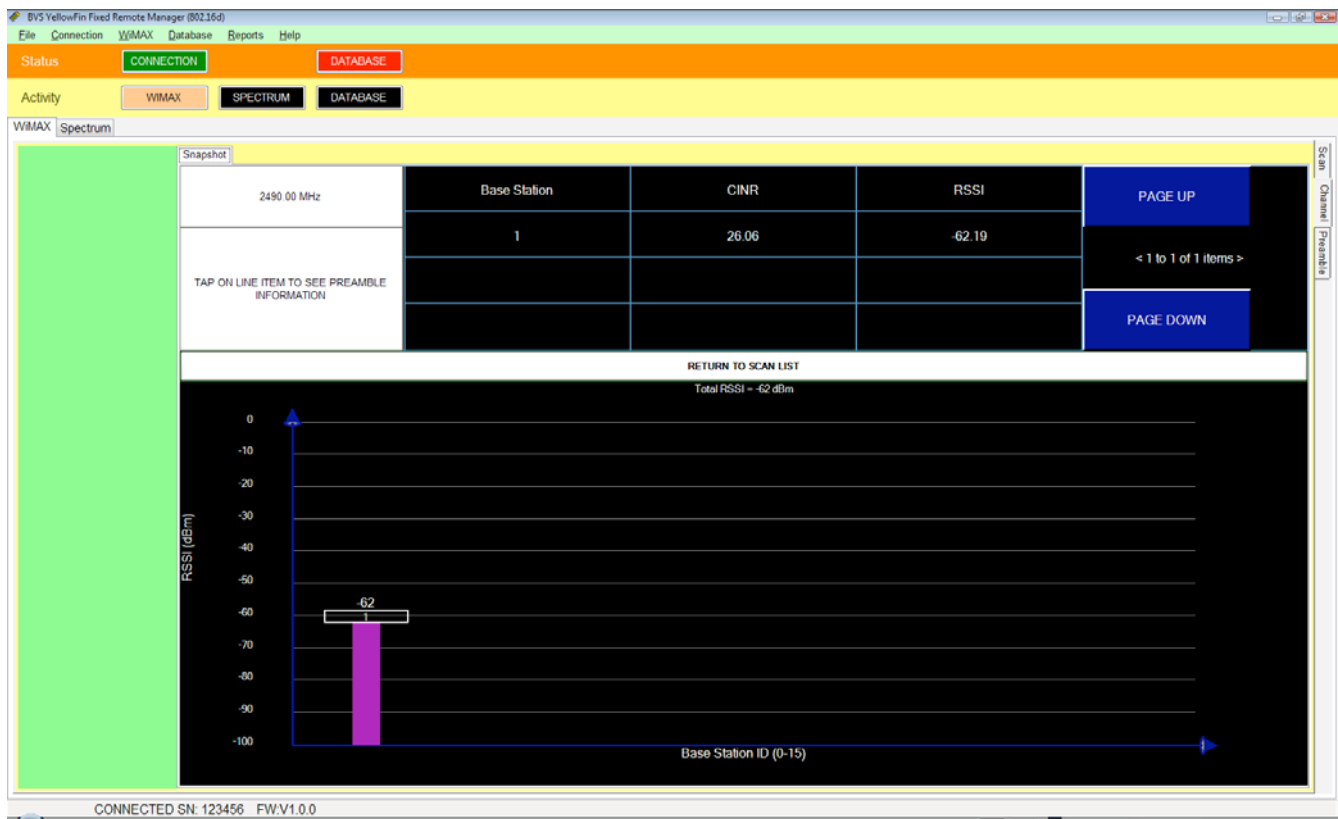 BVS YellowFin Fixed Remote Manager (802.16d)
File Connection WiMAX Database Reports Help
Status CONNECTION DATABASE
Activity WIMAX SPECTRUM DATABASE
WiMAX Spectrum
Snapshot
Scan
Channel
Preamble
2490.00 MHz
TAP ON LINE ITEM TO SEE PREAMBLE
INFORMATION
Base Station CINR RSSI
1 26.06 -62.19
PAGE UP
< 1 to 1 of 1 items >
PAGE DOWN
RETURN TO SCAN LIST
Total RSSI = -62 dBm
RSSI (dBm)
0
-10
-20
-30
-40
-50
-60
-70
-80
-90
-100
-62
1
Base Station ID (0-15)
CONNECTED SN: 123456 FW:V1.0.0